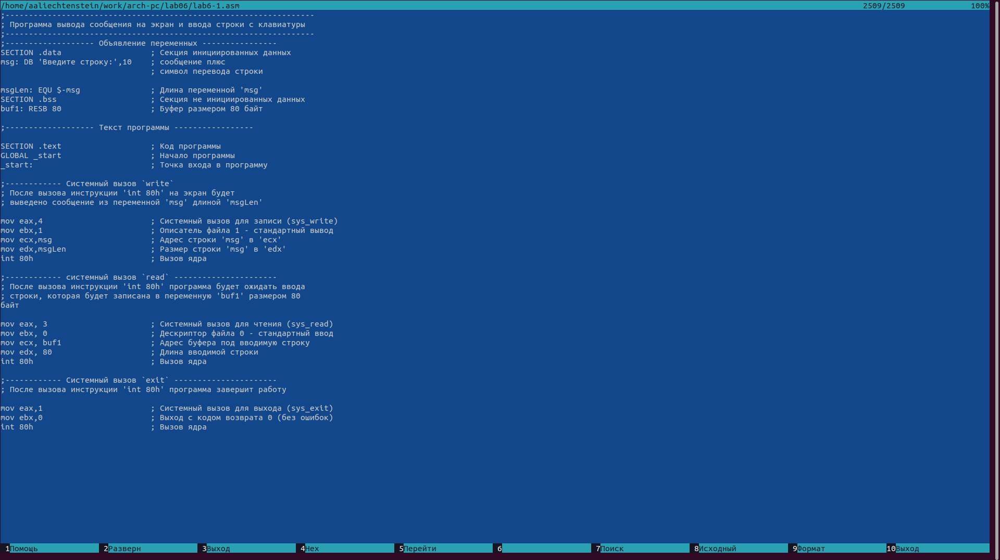 /home/aaliechtenstein/work/arch-pc/lab06/lab6-1.asm 2509/2509 100%
;------------------------------------------------------------------
; Программа вывода сообщения на экран и ввода строки с клавиатуры
;------------------------------------------------------------------
;------------------- Объявление переменных ----------------
SECTION .data ; Секция инициированных данных
msg: DB 'Введите строку:',10 ; сообщение плюс
; символ перевода строки
msgLen: EQU $-msg ; Длина переменной 'msg'
SECTION .bss ; Секция не инициированных данных
buf1: RESB 80 ; Буфер размером 80 байт
;------------------- Текст программы -----------------
SECTION .text ; Код программы
GLOBAL _start ; Начало программы
_start: ; Точка входа в программу
;------------ Системный вызов `write`
; После вызова инструкции 'int 80h' на экран будет
; выведено сообщение из переменной 'msg' длиной 'msgLen'
mov eax,4 ; Системный вызов для записи (sys_write)
mov ebx,1 ; Описатель файла 1 - стандартный вывод
mov ecx,msg ; Адрес строки 'msg' в 'ecx'
mov edx,msgLen ; Размер строки 'msg' в 'edx'
int 80h ; Вызов ядра
;------------ системный вызов `read` ----------------------
; После вызова инструкции 'int 80h' программа будет ожидать ввода
; строки, которая будет записана в переменную 'buf1' размером 80
байт
mov eax, 3 ; Системный вызов для чтения (sys_read)
mov ebx, 0 ; Дескриптор файла 0 - стандартный ввод
mov ecx, buf1 ; Адрес буфера под вводимую строку
mov edx, 80 ; Длина вводимой строки
int 80h ; Вызов ядра
;------------ Системный вызов `exit` ----------------------
; После вызова инструкции 'int 80h' программа завершит работу
mov eax,1 ; Системный вызов для выхода (sys_exit)
mov ebx,0 ; Выход с кодом возврата 0 (без ошибок)
int 80h ; Вызов ядра
1Помощь 2Разверн 3Выход 4Hex 5Перейти 6 7Поиск 8Исходный 9Формат 10Выход